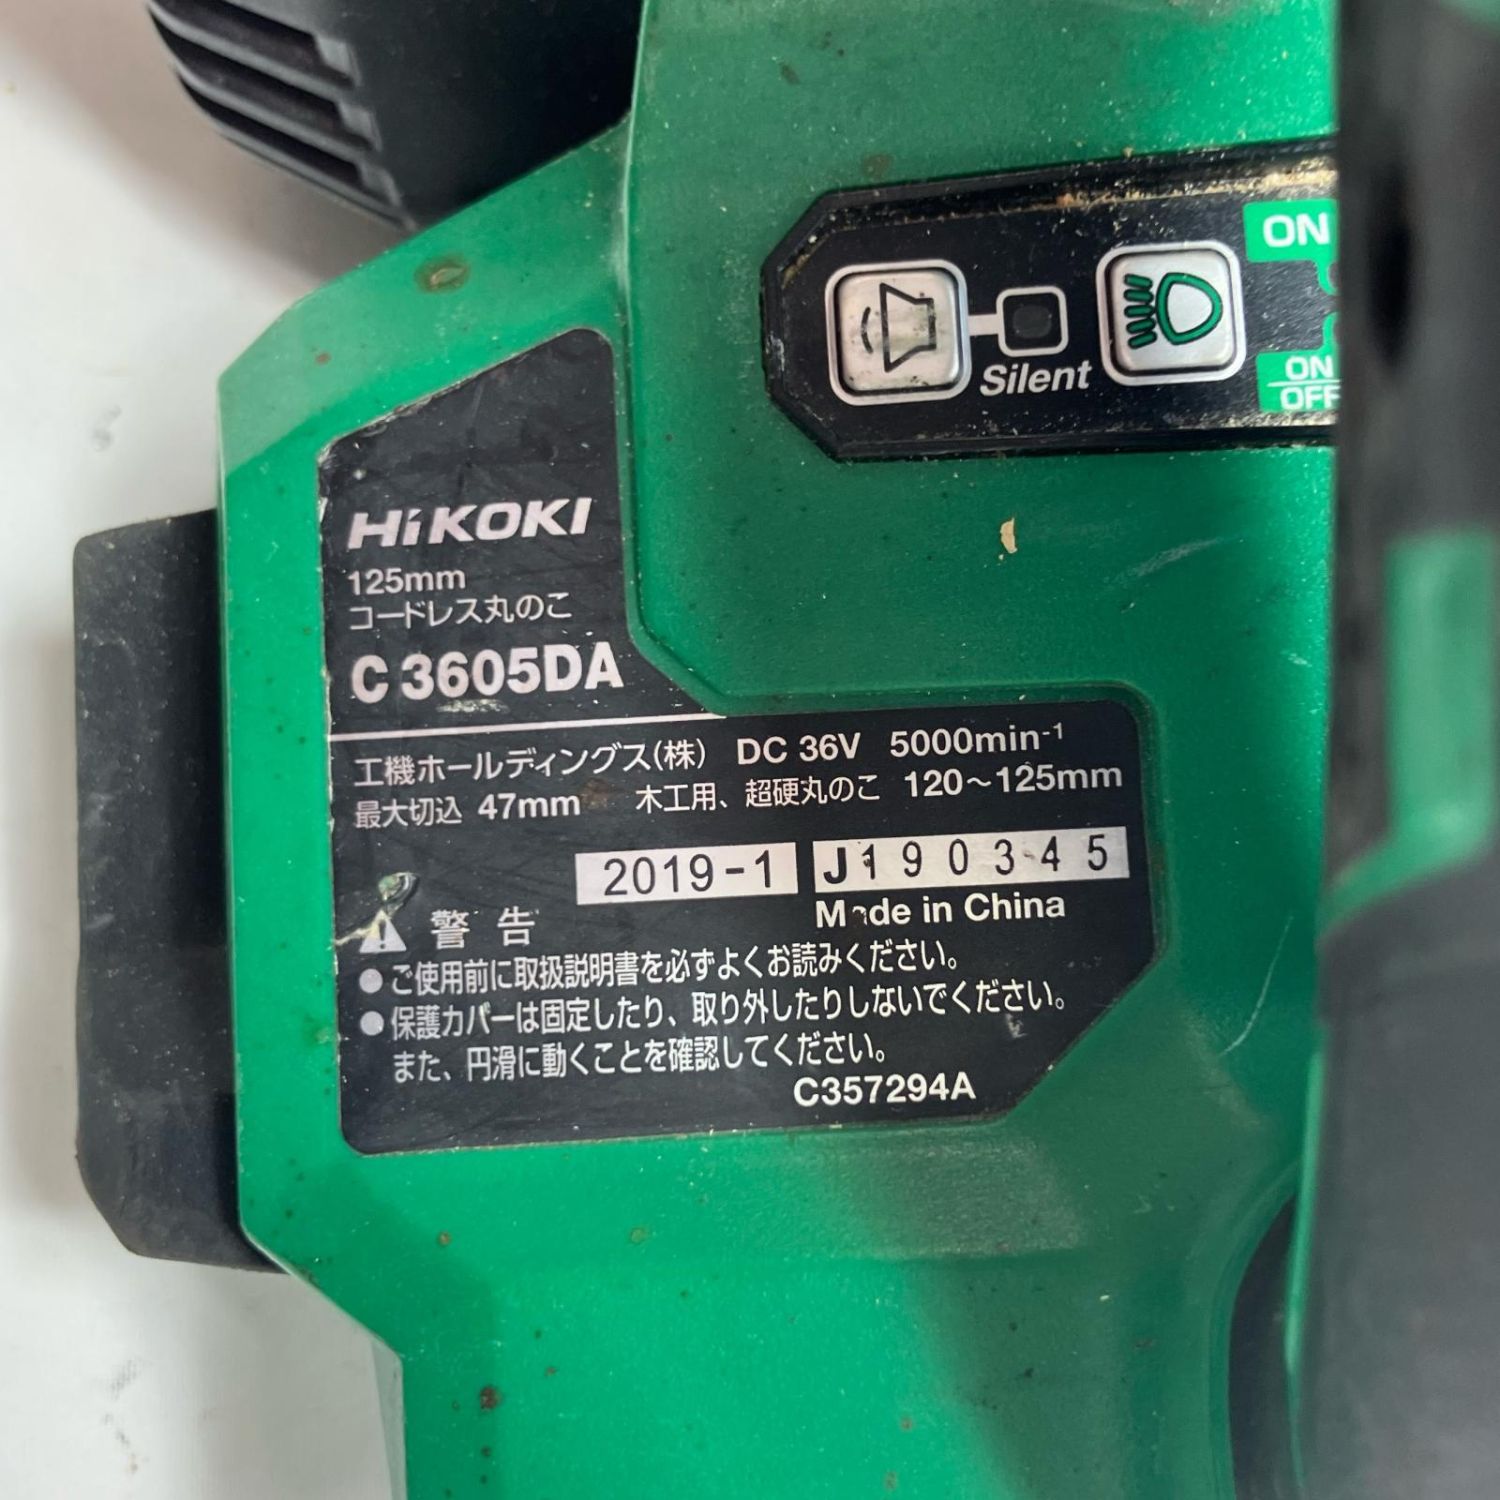 ON
Silent
ON
OFF
HiKOKI
125mm
コードレス丸のこ
C 3605DA
工機ホールディングス(株) DC 36V 5000min-1
最大切込 47mm 木工用、超硬丸のこ 120～125mm
2019-1 J190345
Made in China
警告
●ご使用前に取扱説明書を必ずよくお読みください。
●保護カバーは固定したり、取り外したりしないでください。
また、円滑に動くことを確認してください。
C357294A